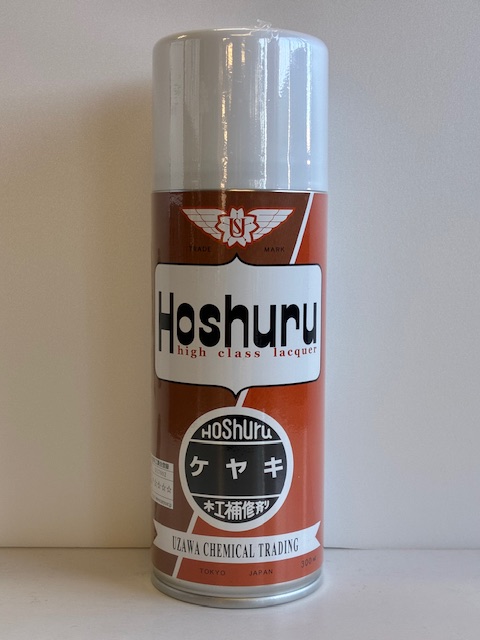 USJ
TRADE MARK
Hoshuru
high class lacquer
HoShUru
ケヤキ
木工補修剤
UZAWA CHEMICAL TRADING
TOKYO JAPAN